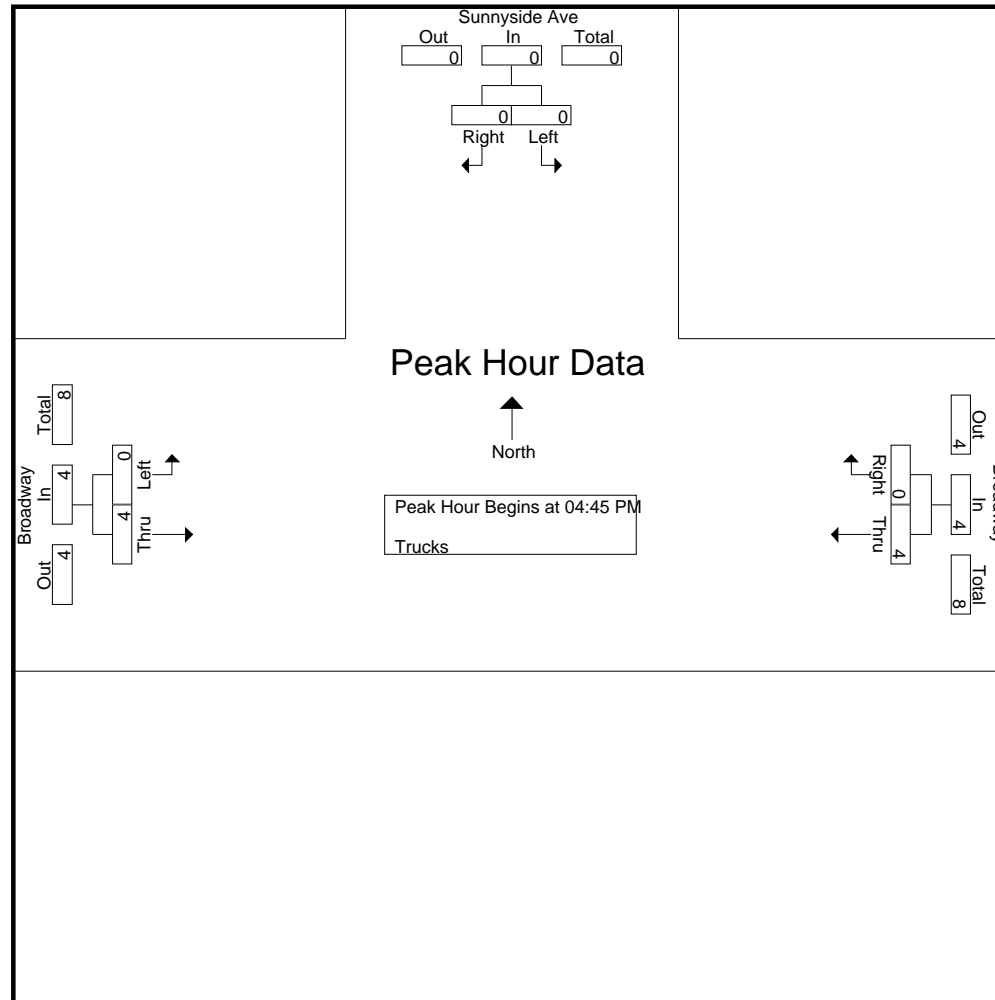 Sunnyside Ave
Out In Total
0 0 0
0 0
Right Left
Peak Hour Data
North
Peak Hour Begins at 04:45 PM
Trucks
Broadway
Total In Out
8 4 4
0 4
Left Thru
Out In Total
4 4 8
0 4
Right Thru